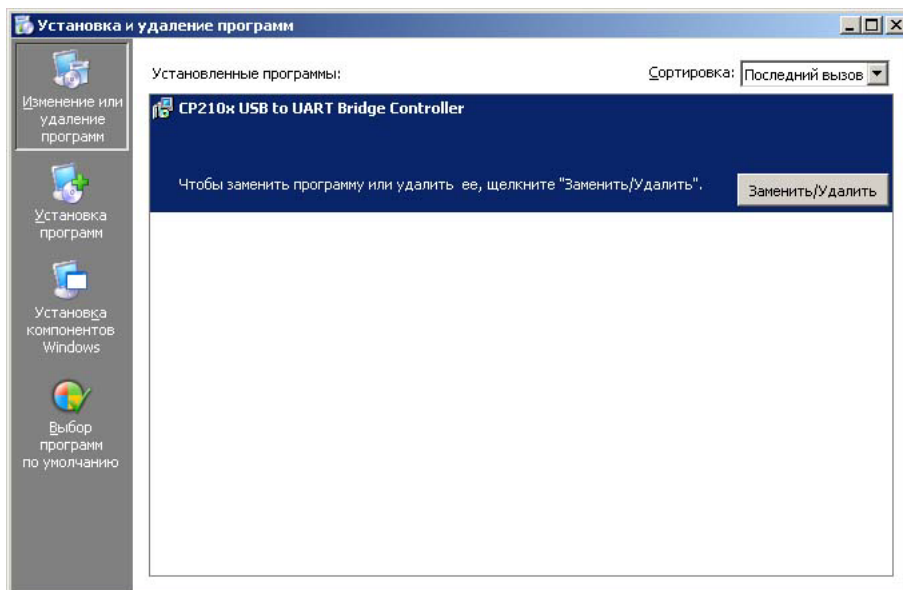 Установка и удаление программ
Изменение или
удаление
программ
Установка
программ
Установка
компонентов
Windows
Выбор
программ
по умолчанию
Установленные программы:
Сортировка: Последний вызов
CP210x USB to UART Bridge Controller
Чтобы заменить программу или удалить ее, щелкните "Заменить/Удалить".
Заменить/Удалить